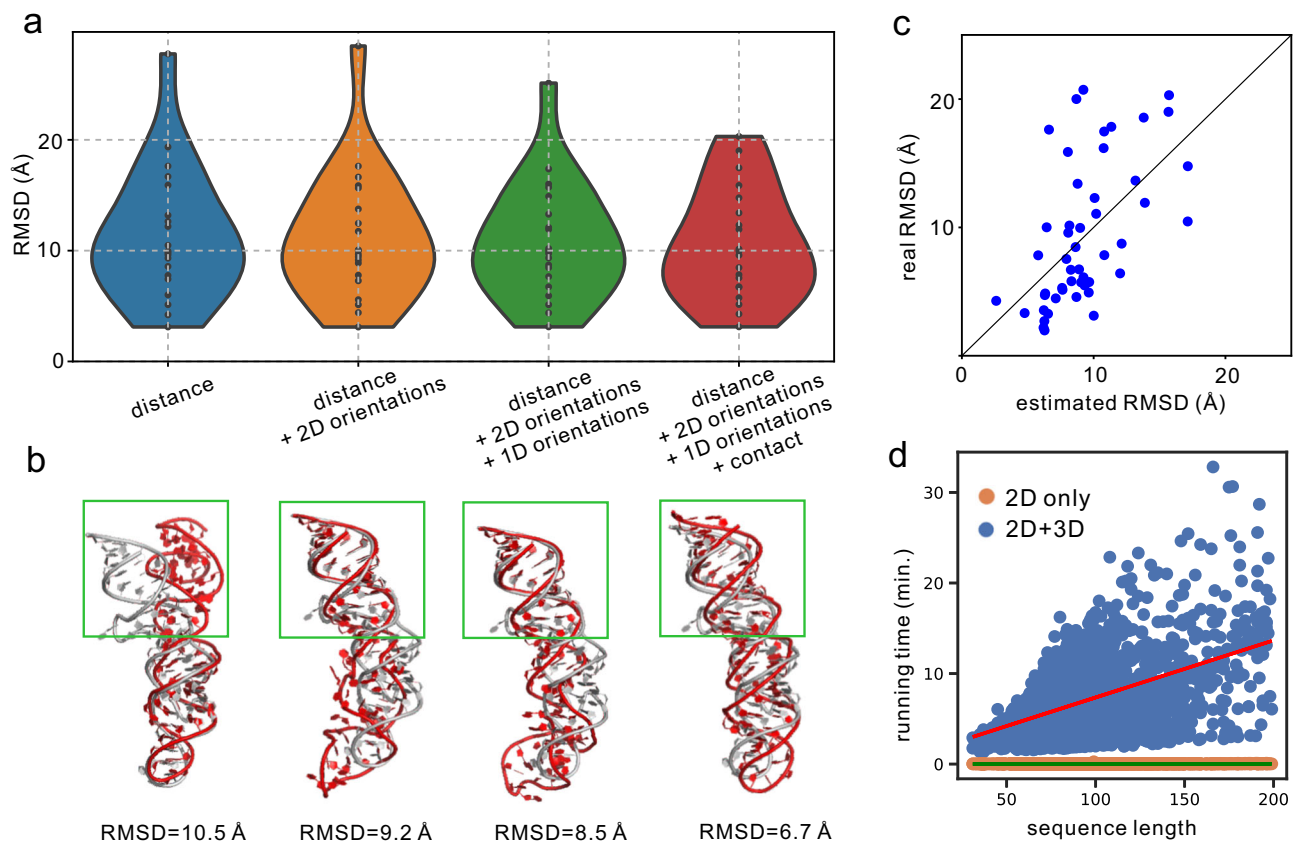 a
RMSD (Å)
20
10
0
distance
distance
+ 2D orientations
distance
+ 2D orientations
+ 1D orientations
distance
+ 2D orientations
+ 1D orientations
+ contact
b
RMSD=10.5 Å
RMSD=9.2 Å
RMSD=8.5 Å
RMSD=6.7 Å
c
real RMSD (Å)
20
10
0
0
10
20
estimated RMSD (Å)
d
running time (min.)
30
20
10
0
2D only
2D+3D
50
100
150
200
sequence length